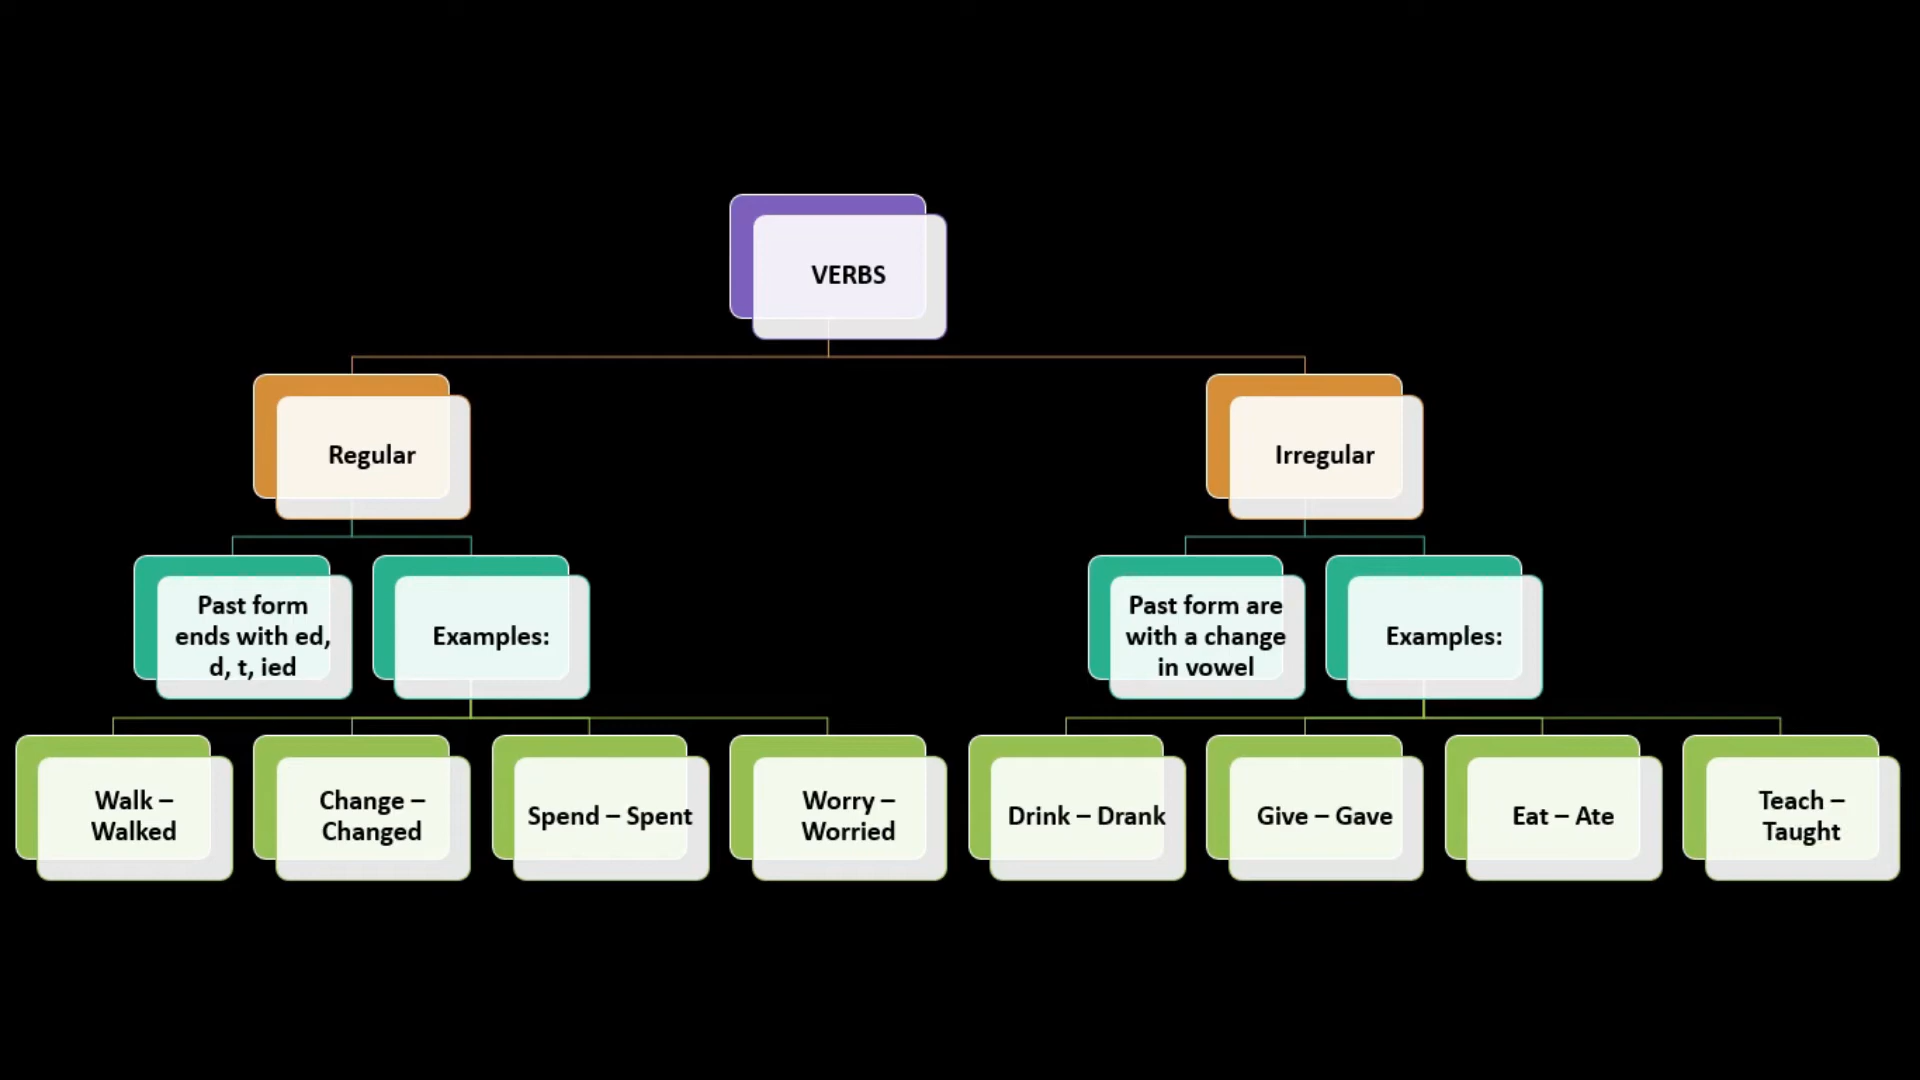 VERBS
Regular
Irregular
Past form
ends with ed,
d, t, ied
Examples:
Past form are
with a change
in vowel
Examples:
Walk –
Walked
Change –
Changed
Spend – Spent
Worry –
Worried
Drink – Drank
Give – Gave
Eat – Ate
Teach –
Taught